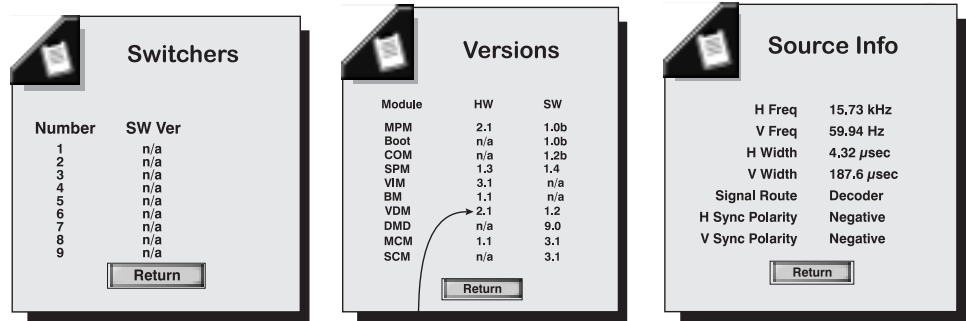 Switchers
Number SW Ver
1 n/a
2 n/a
3 n/a
4 n/a
5 n/a
6 n/a
7 n/a
8 n/a
9 n/a
Return
Versions
Module HW SW
MPM 2.1 1.0b
Boot n/a 1.0b
COM n/a 1.2b
SPM 1.3 1.4
VIM 3.1 n/a
BM 1.1 n/a
VDM 2.1 1.2
DMD n/a 9.0
MCM 1.1 3.1
SCM n/a 3.1
Return
Source Info
H Freq 15.73 kHz
V Freq 59.94 Hz
H Width 4.32 µsec
V Width 187.6 µsec
Signal Route Decoder
H Sync Polarity Negative
V Sync Polarity Negative
Return